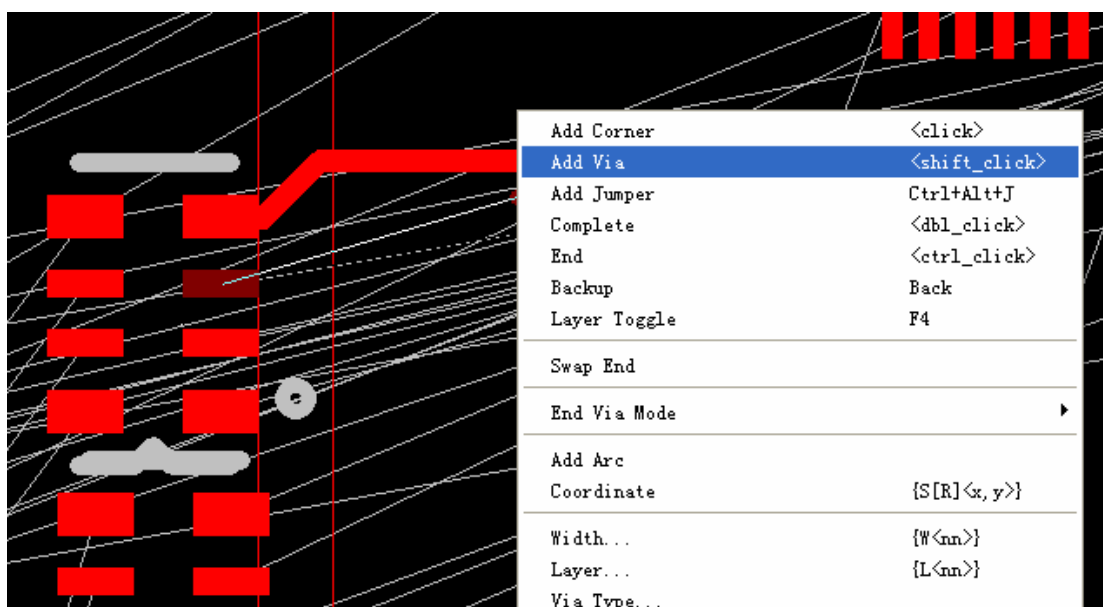 Add Corner <click>
Add Via <shift_click>
Add Jumper Ctrl+Alt+J
Complete <dbl_click>
End <ctrl_click>
Backup Back
Layer Toggle F4
Swap End
End Via Mode
Add Arc
Coordinate {S[R]<x,y>}
Width... {W<nn>}
Layer... {L<nn>}
Via Type...